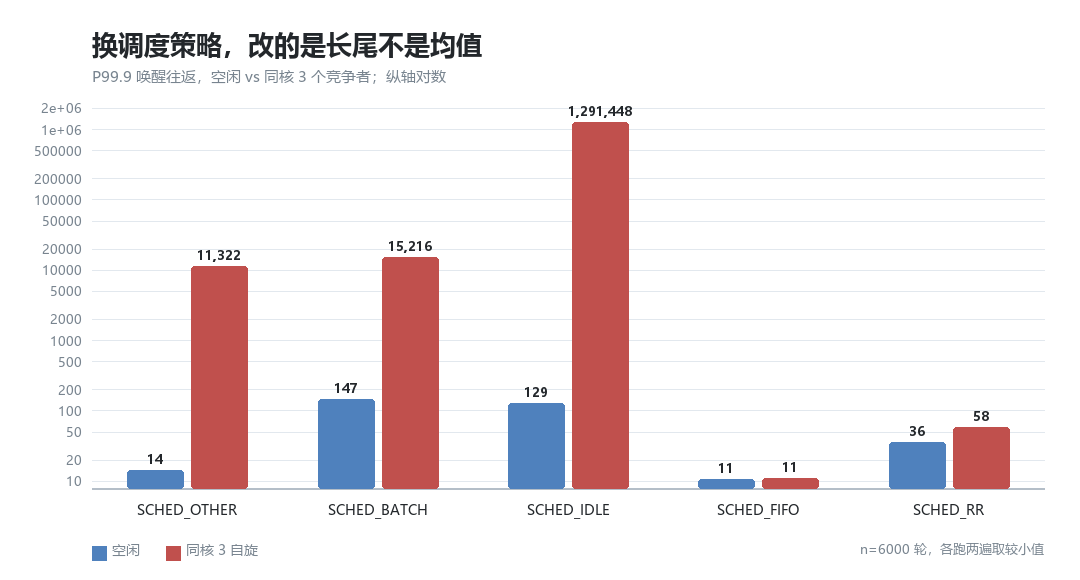 换调度策略，改的是长尾不是均值
P99.9 唤醒往返，空闲 vs 同核 3 个竞争者；纵轴对数
2e+06
1e+06
500000
200000
100000
50000
20000
10000
5000
2000
1000
500
200
100
50
20
10
14
11,322
147
15,216
129
1,291,448
11
11
36
58
SCHED_OTHER
SCHED_BATCH
SCHED_IDLE
SCHED_FIFO
SCHED_RR
空闲
同核 3 自旋
n=6000 轮，各跑两遍取较小值